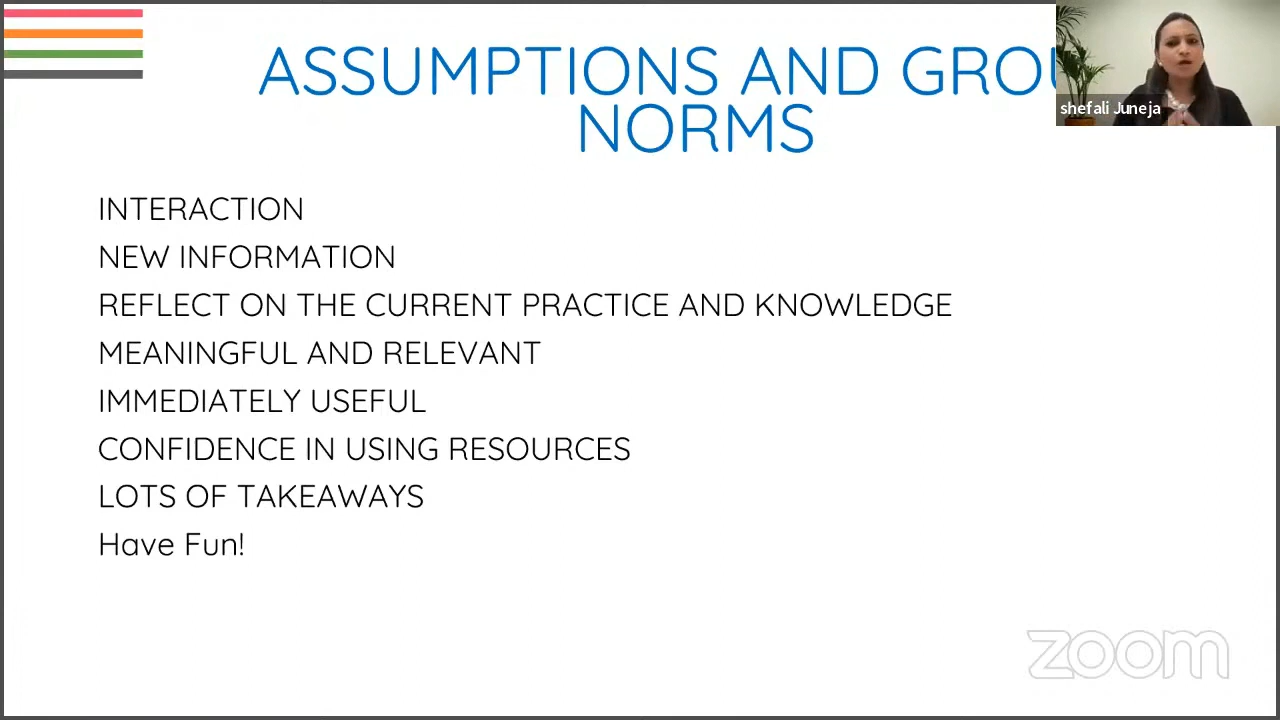 ASSUMPTIONS AND
NORMS
shefali Juneja
INTERACTION
NEW INFORMATION
REFLECT ON THE CURRENT PRACTICE AND KNOWLEDGE
MEANINGFUL AND RELEVANT
IMMEDIATELY USEFUL
CONFIDENCE IN USING RESOURCES
LOTS OF TAKEAWAYS
Have Fun!
zoom